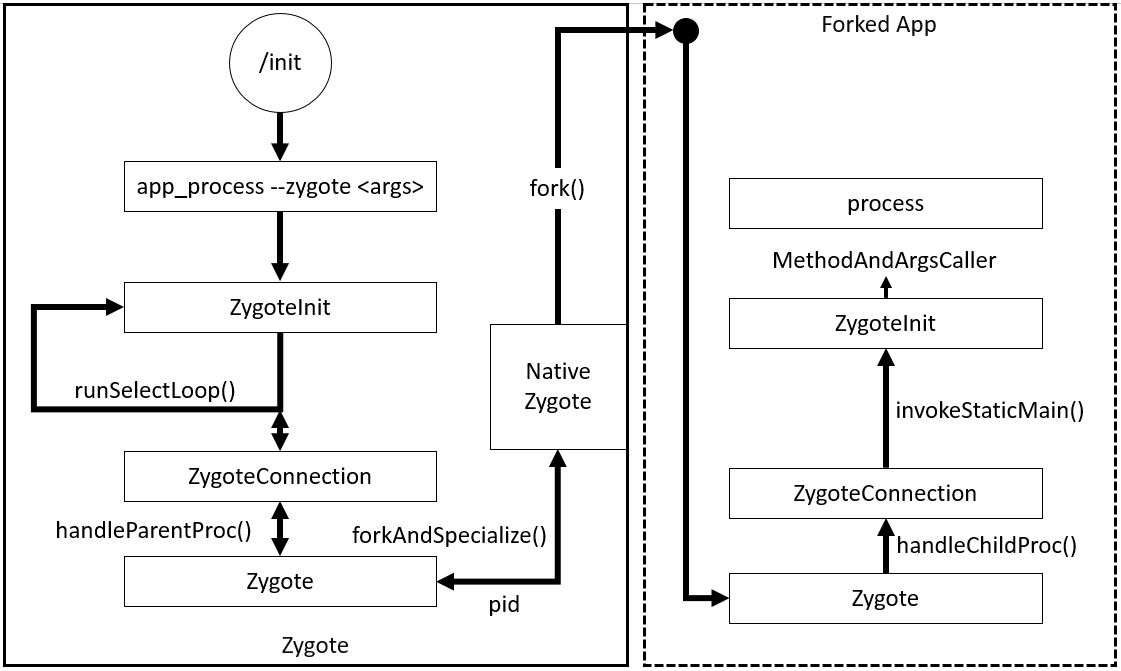 /init
app_process --zygote <args>
ZygoteInit
runSelectLoop()
ZygoteConnection
handleParentProc()
Zygote
forkAndSpecialize()
pid
Native
Zygote
fork()
Zygote
Forked App
process
MethodAndArgsCaller
ZygoteInit
invokeStaticMain()
ZygoteConnection
handleChildProc()
Zygote